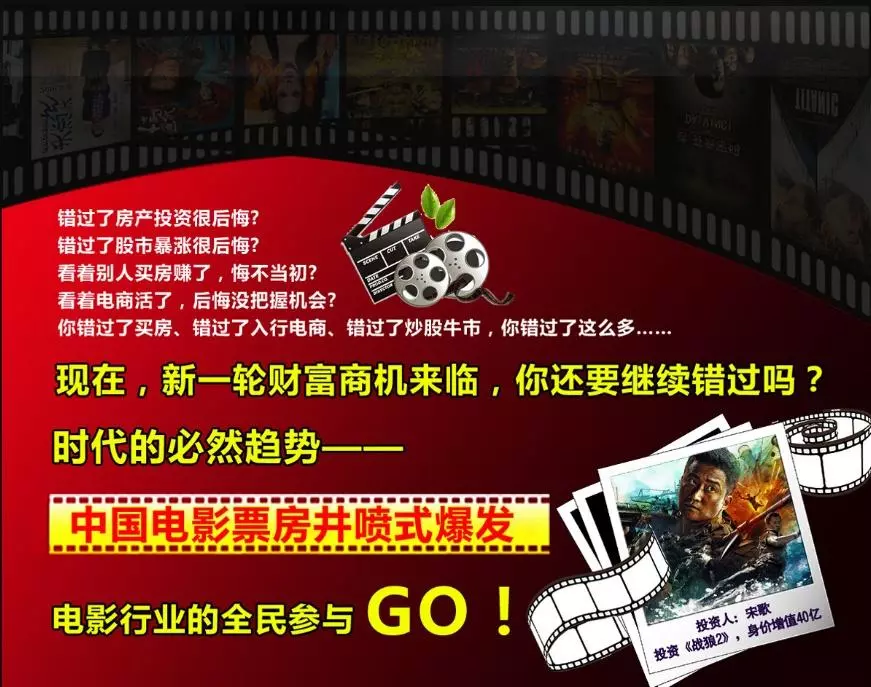 错过了房产投资很后悔?
错过了股市暴涨很后悔?
看着别人买房赚了，悔不当初?
看着电商活了，后悔没把握机会?
你错过了买房、错过了入行电商、错过了炒股牛市，你错过了这么多……
现在，新一轮财富商机来临，你还要继续错过吗？
时代的必然趋势——
中国电影票房井喷式爆发
电影行业的全民参与 GO！
SCENE CUT TAKE
DATE
DIRECTOR
TITANIC
投资人：宋歌
投资《战狼2》，身价增值40亿